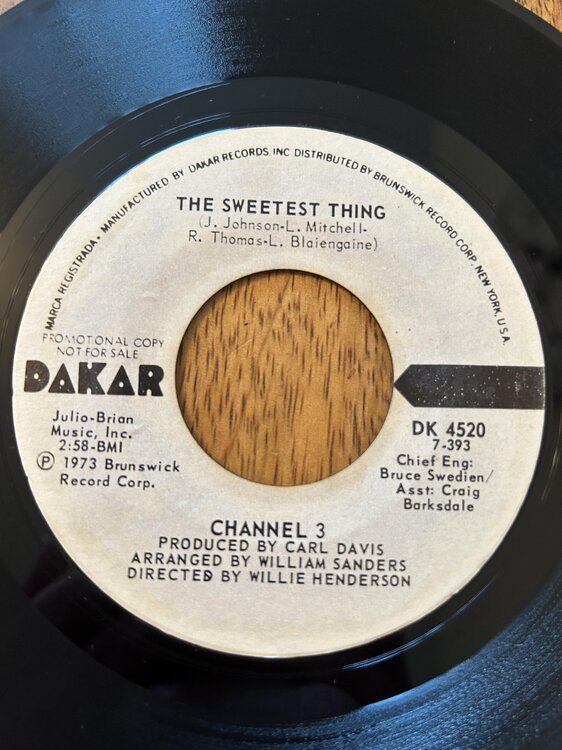 MARCA REGISTRADA • MANUFACTURED BY DAKAR RECORDS, INC DISTRIBUTED BY BRUNSWICK RECORD CORP. NEW YORK, U.S.A.
THE SWEETEST THING
(J. Johnson-L. Mitchell-
R. Thomas-L. Blaiengaine)
PROMOTIONAL COPY
NOT FOR SALE
DAKAR
Julio-Brian
Music, Inc.
2:58-BMI
Ⓟ 1973 Brunswick
Record Corp.
DK 4520
7-393
Chief Eng:
Bruce Swedien/
Asst: Craig
Barksdale
CHANNEL 3
PRODUCED BY CARL DAVIS
ARRANGED BY WILLIAM SANDERS
DIRECTED BY WILLIE HENDERSON